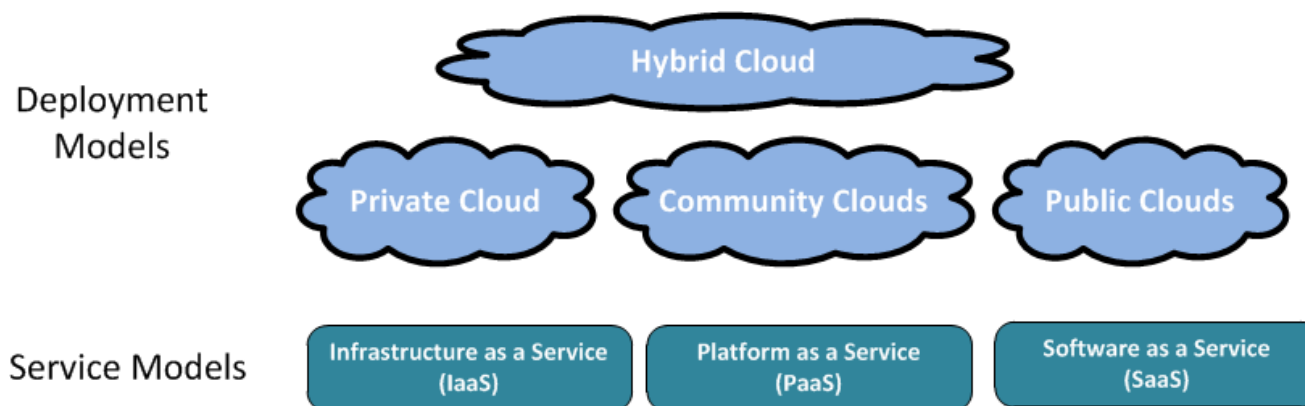 Hybrid Cloud
Deployment
Models
Private Cloud
Community Clouds
Public Clouds
Service Models
Infrastructure as a Service
(IaaS)
Platform as a Service
(PaaS)
Software as a Service
(SaaS)